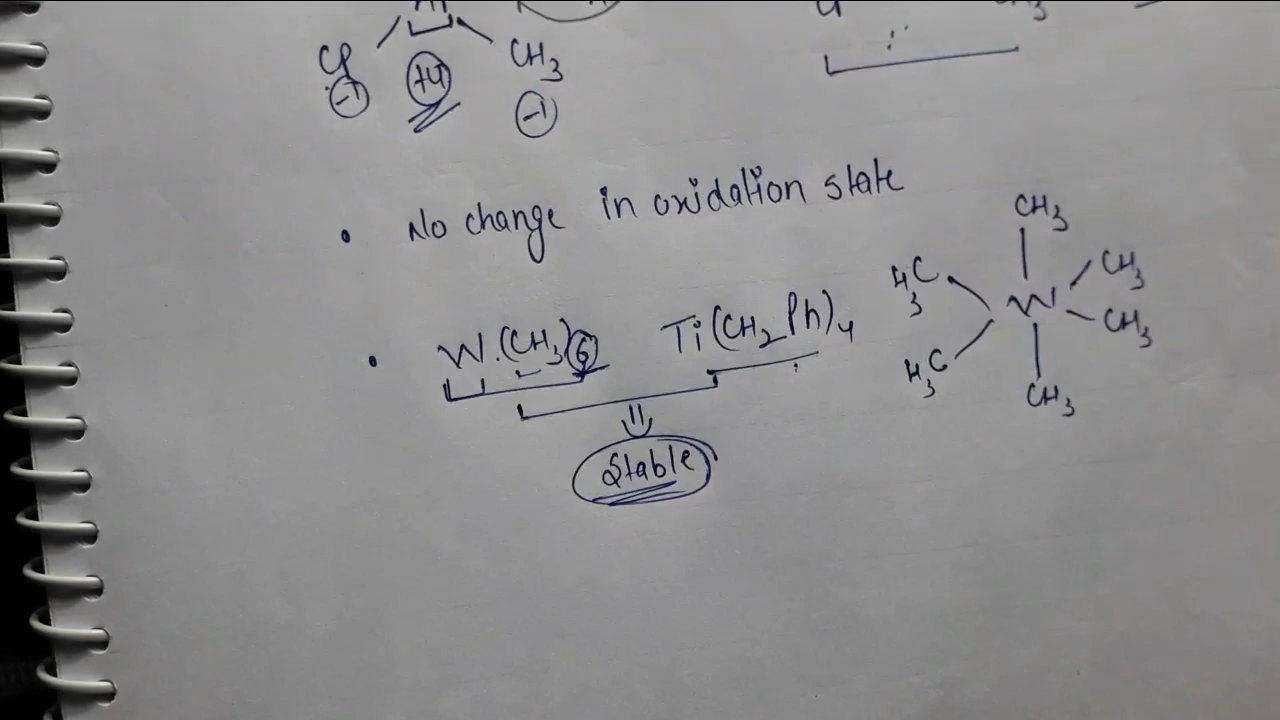 Cl +4 CH3
-1 -1
• No change in oxidation state
• W.(CH3)6 Ti(CH2Ph)4
Stable
CH3
H3C W CH3
CH3
H3C
CH3